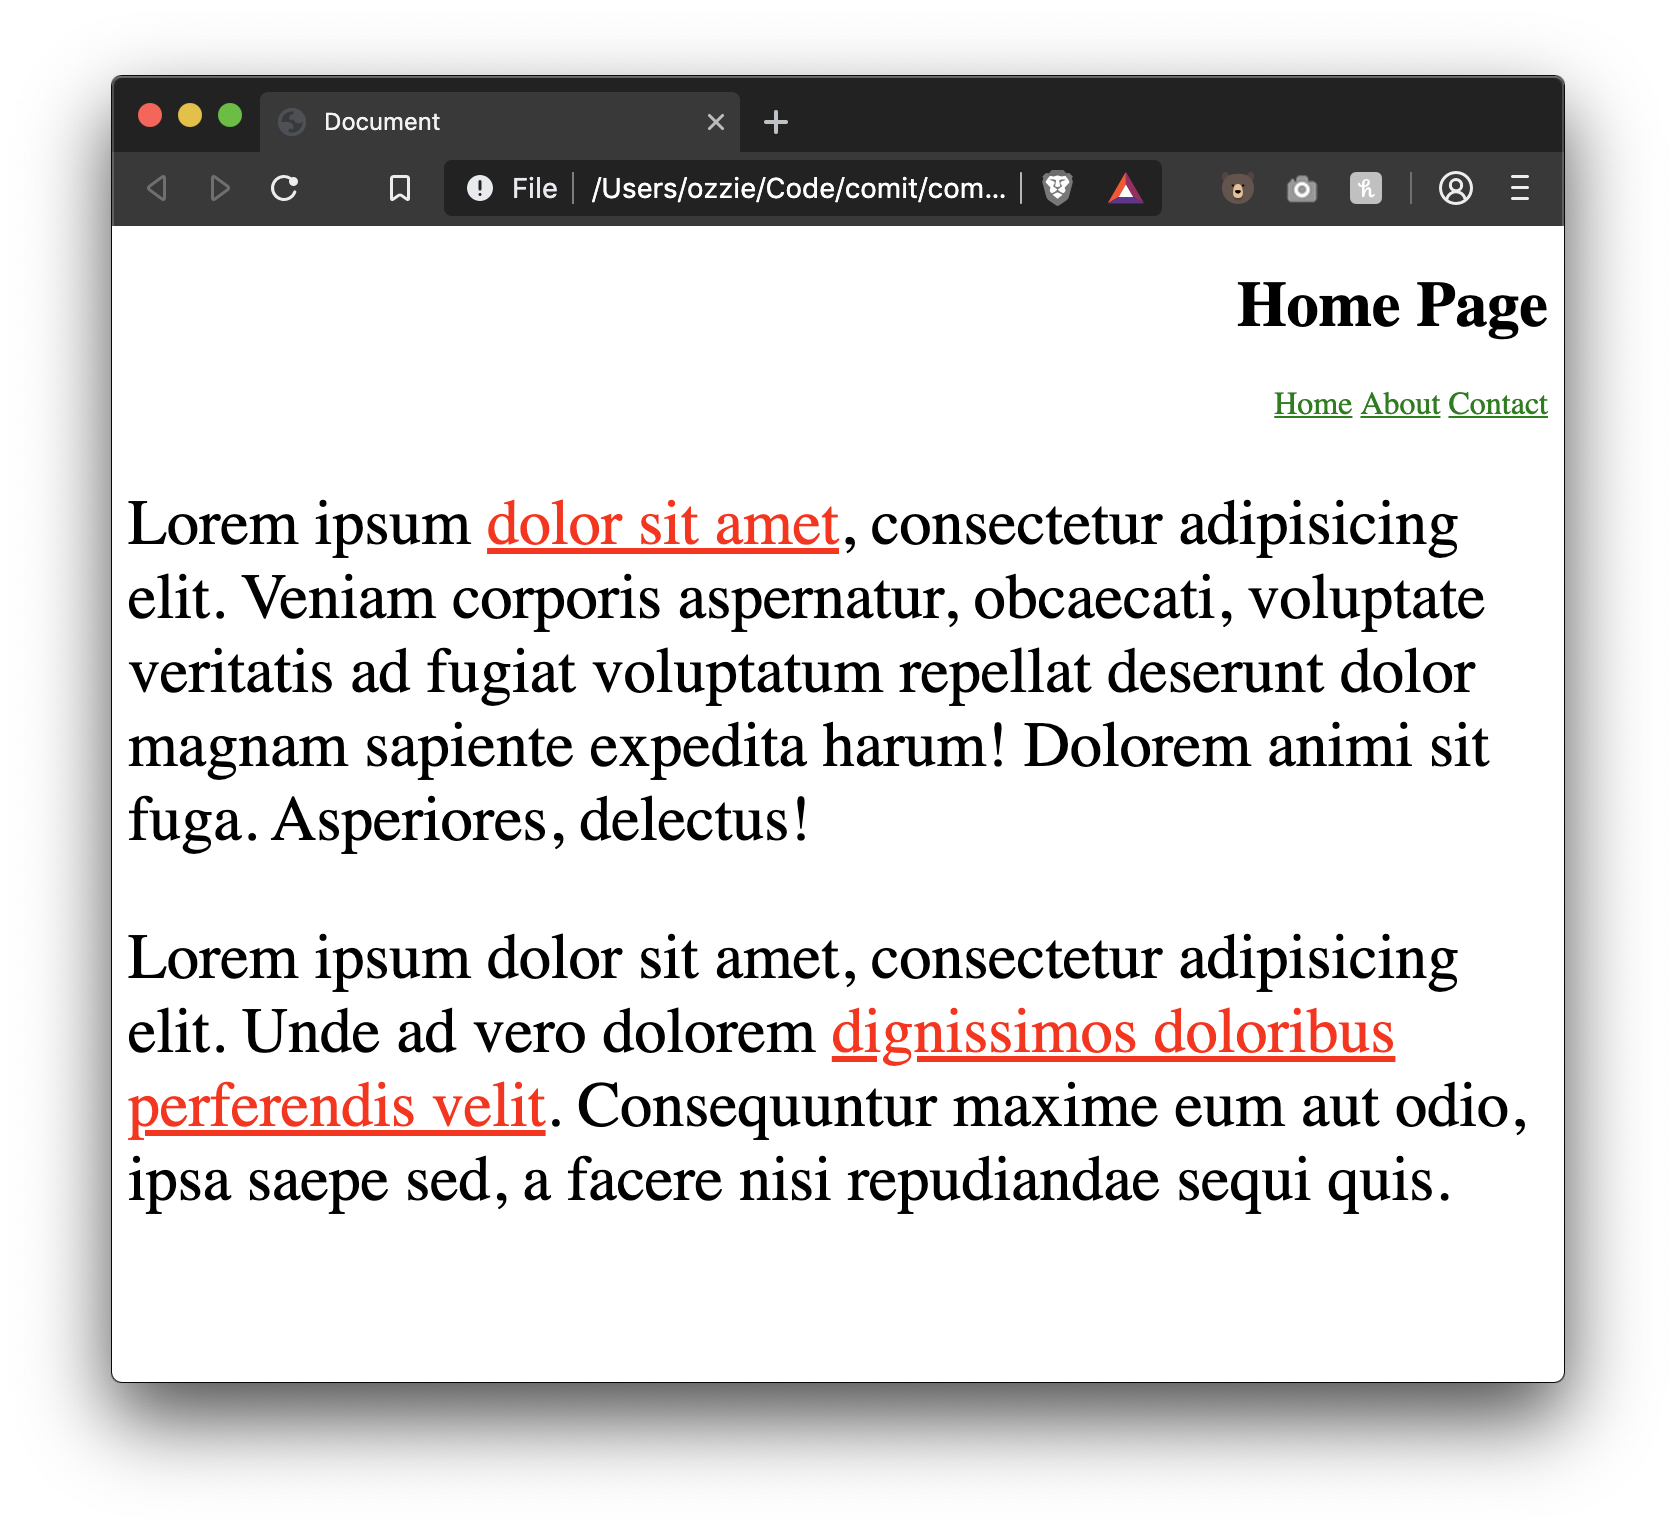 Document
File /Users/ozzie/Code/comit/com...
Home Page
Home About Contact
Lorem ipsum dolor sit amet, consectetur adipisicing
elit. Veniam corporis aspernatur, obcaecati, voluptate
veritatis ad fugiat voluptatum repellat deserunt dolor
magnam sapiente expedita harum! Dolorem animi sit
fuga. Asperiores, delectus!
Lorem ipsum dolor sit amet, consectetur adipisicing
elit. Unde ad vero dolorem dignissimos doloribus
perferendis velit. Consequuntur maxime eum aut odio,
ipsa saepe sed, a facere nisi repudiandae sequi quis.